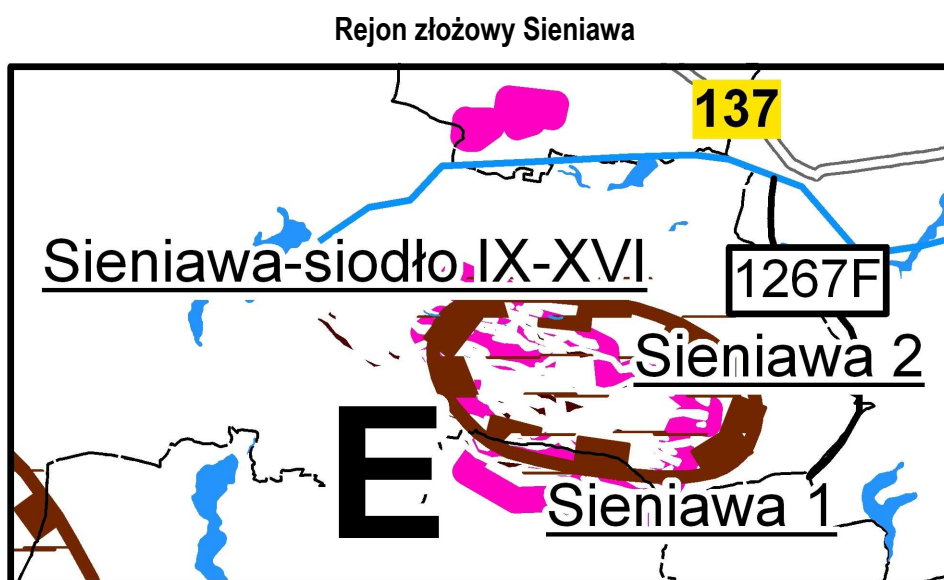 Rejon złożowy Sieniawa
137
Sieniawa-siodło IX-XVI
1267F
Sieniawa 2
E
Sieniawa 1